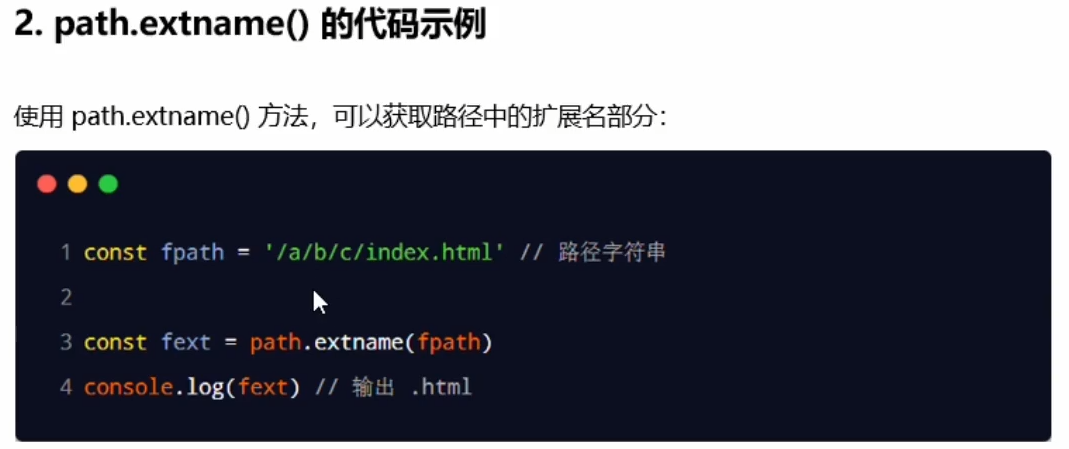 2. path.extname() 的代码示例
使用 path.extname() 方法，可以获取路径中的扩展名部分：
1 const fpath = '/a/b/c/index.html' // 路径字符串
2
3 const fext = path.extname(fpath)
4 console.log(fext) // 输出 .html